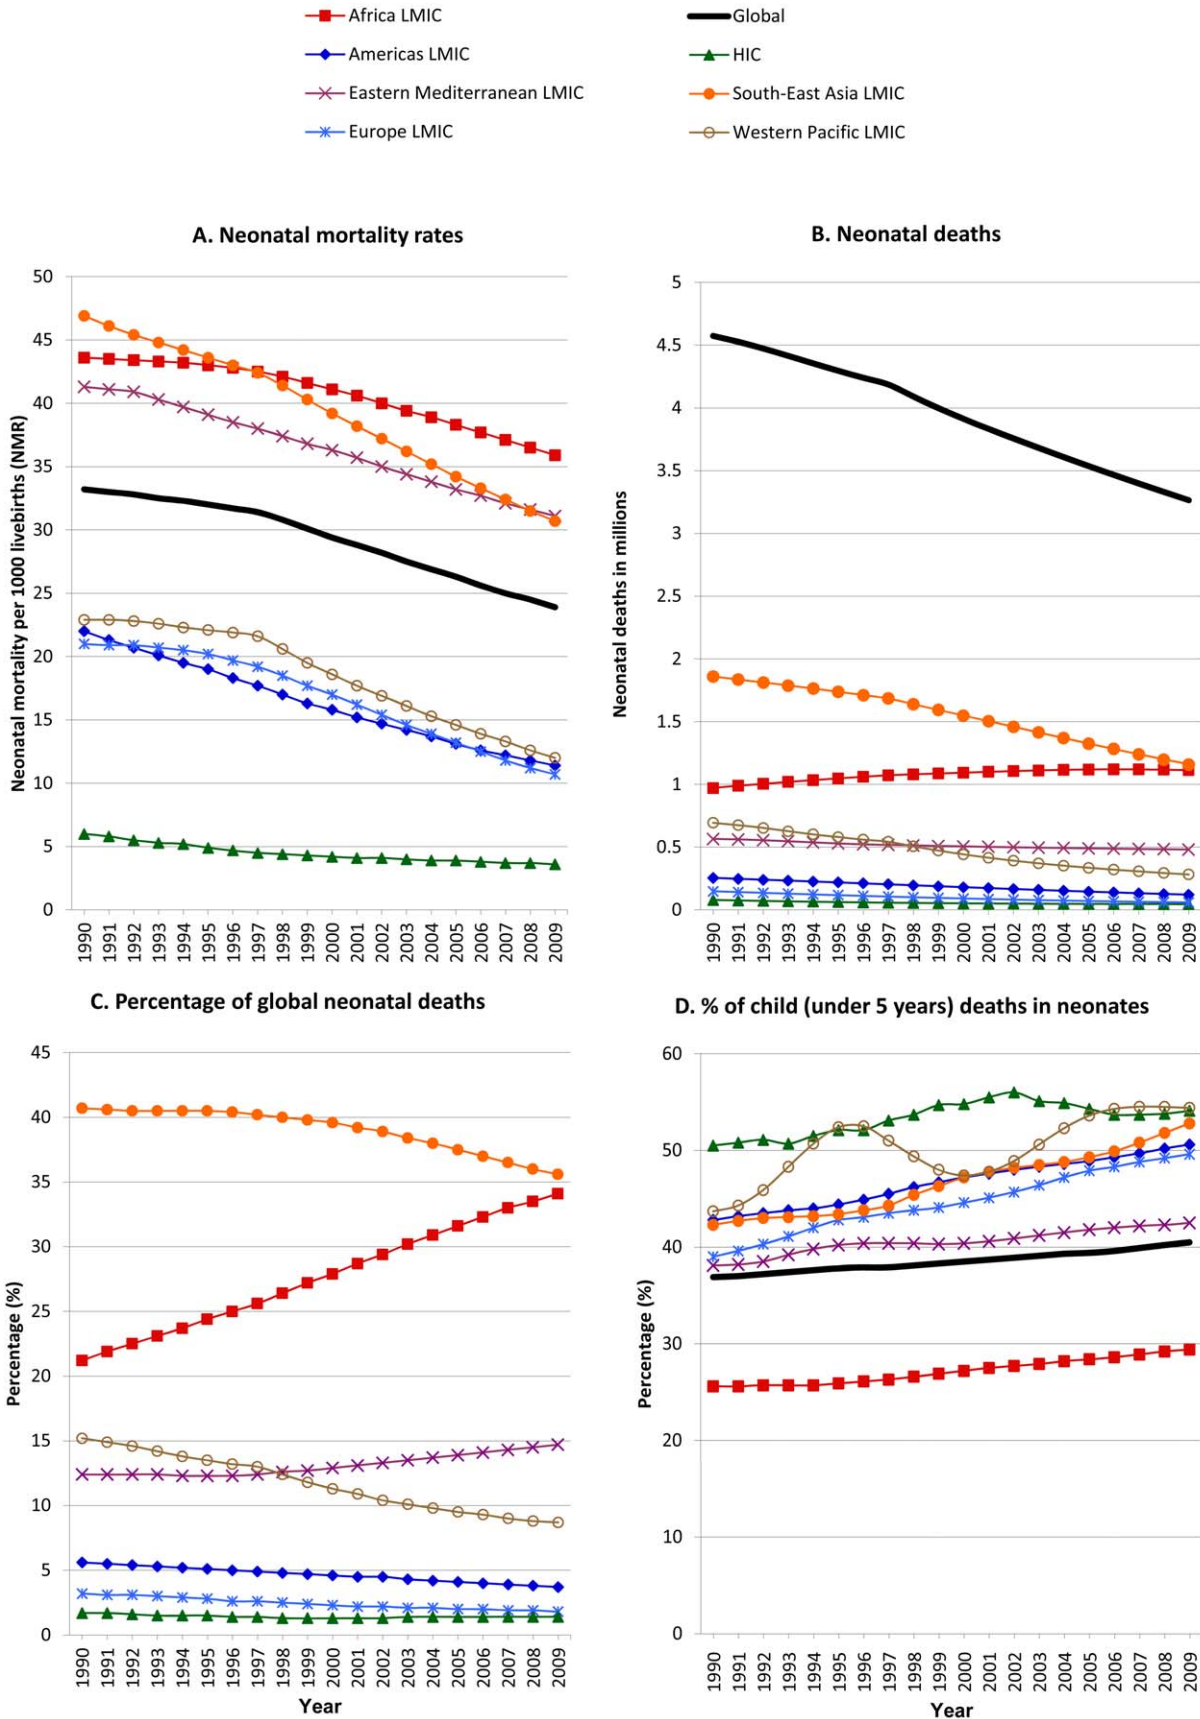 Africa LMIC
Global
Americas LMIC
HIC
Eastern Mediterranean LMIC
South-East Asia LMIC
Europe LMIC
Western Pacific LMIC
A. Neonatal mortality rates
Neonatal mortality per 1000 livebirths (NMR)
50
45
40
35
30
25
20
15
10
5
0
1990 1991 1992 1993 1994 1995 1996 1997 1998 1999 2000 2001 2002 2003 2004 2005 2006 2007 2008 2009
B. Neonatal deaths
Neonatal deaths in millions
5
4.5
4
3.5
3
2.5
2
1.5
1
0.5
0
1990 1991 1992 1993 1994 1995 1996 1997 1998 1999 2000 2001 2002 2003 2004 2005 2006 2007 2008 2009
C. Percentage of global neonatal deaths
Percentage (%)
45
40
35
30
25
20
15
10
5
0
1990 1991 1992 1993 1994 1995 1996 1997 1998 1999 2000 2001 2002 2003 2004 2005 2006 2007 2008 2009
Year
D. % of child (under 5 years) deaths in neonates
Percentage (%)
60
50
40
30
20
10
0
1990 1991 1992 1993 1994 1995 1996 1997 1998 1999 2000 2001 2002 2003 2004 2005 2006 2007 2008 2009
Year